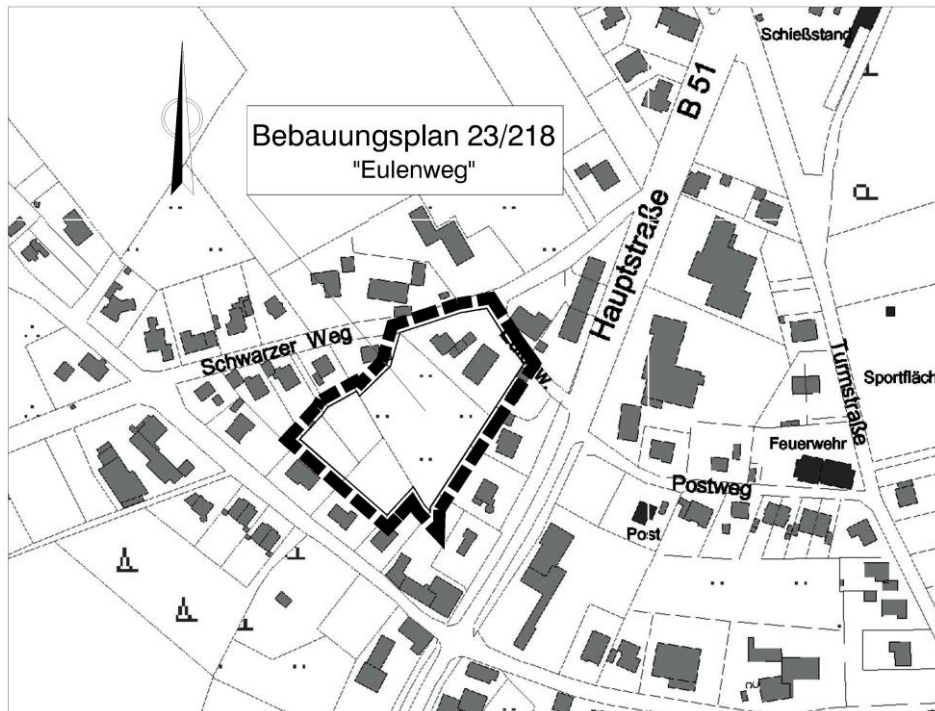 Schießstand
B 51
Bebauungsplan 23/218
"Eulenweg"
P
Hauptstraße
Schwarzer Weg
Turmstraße
Sportfläch
Feuerwehr
Postweg
Post